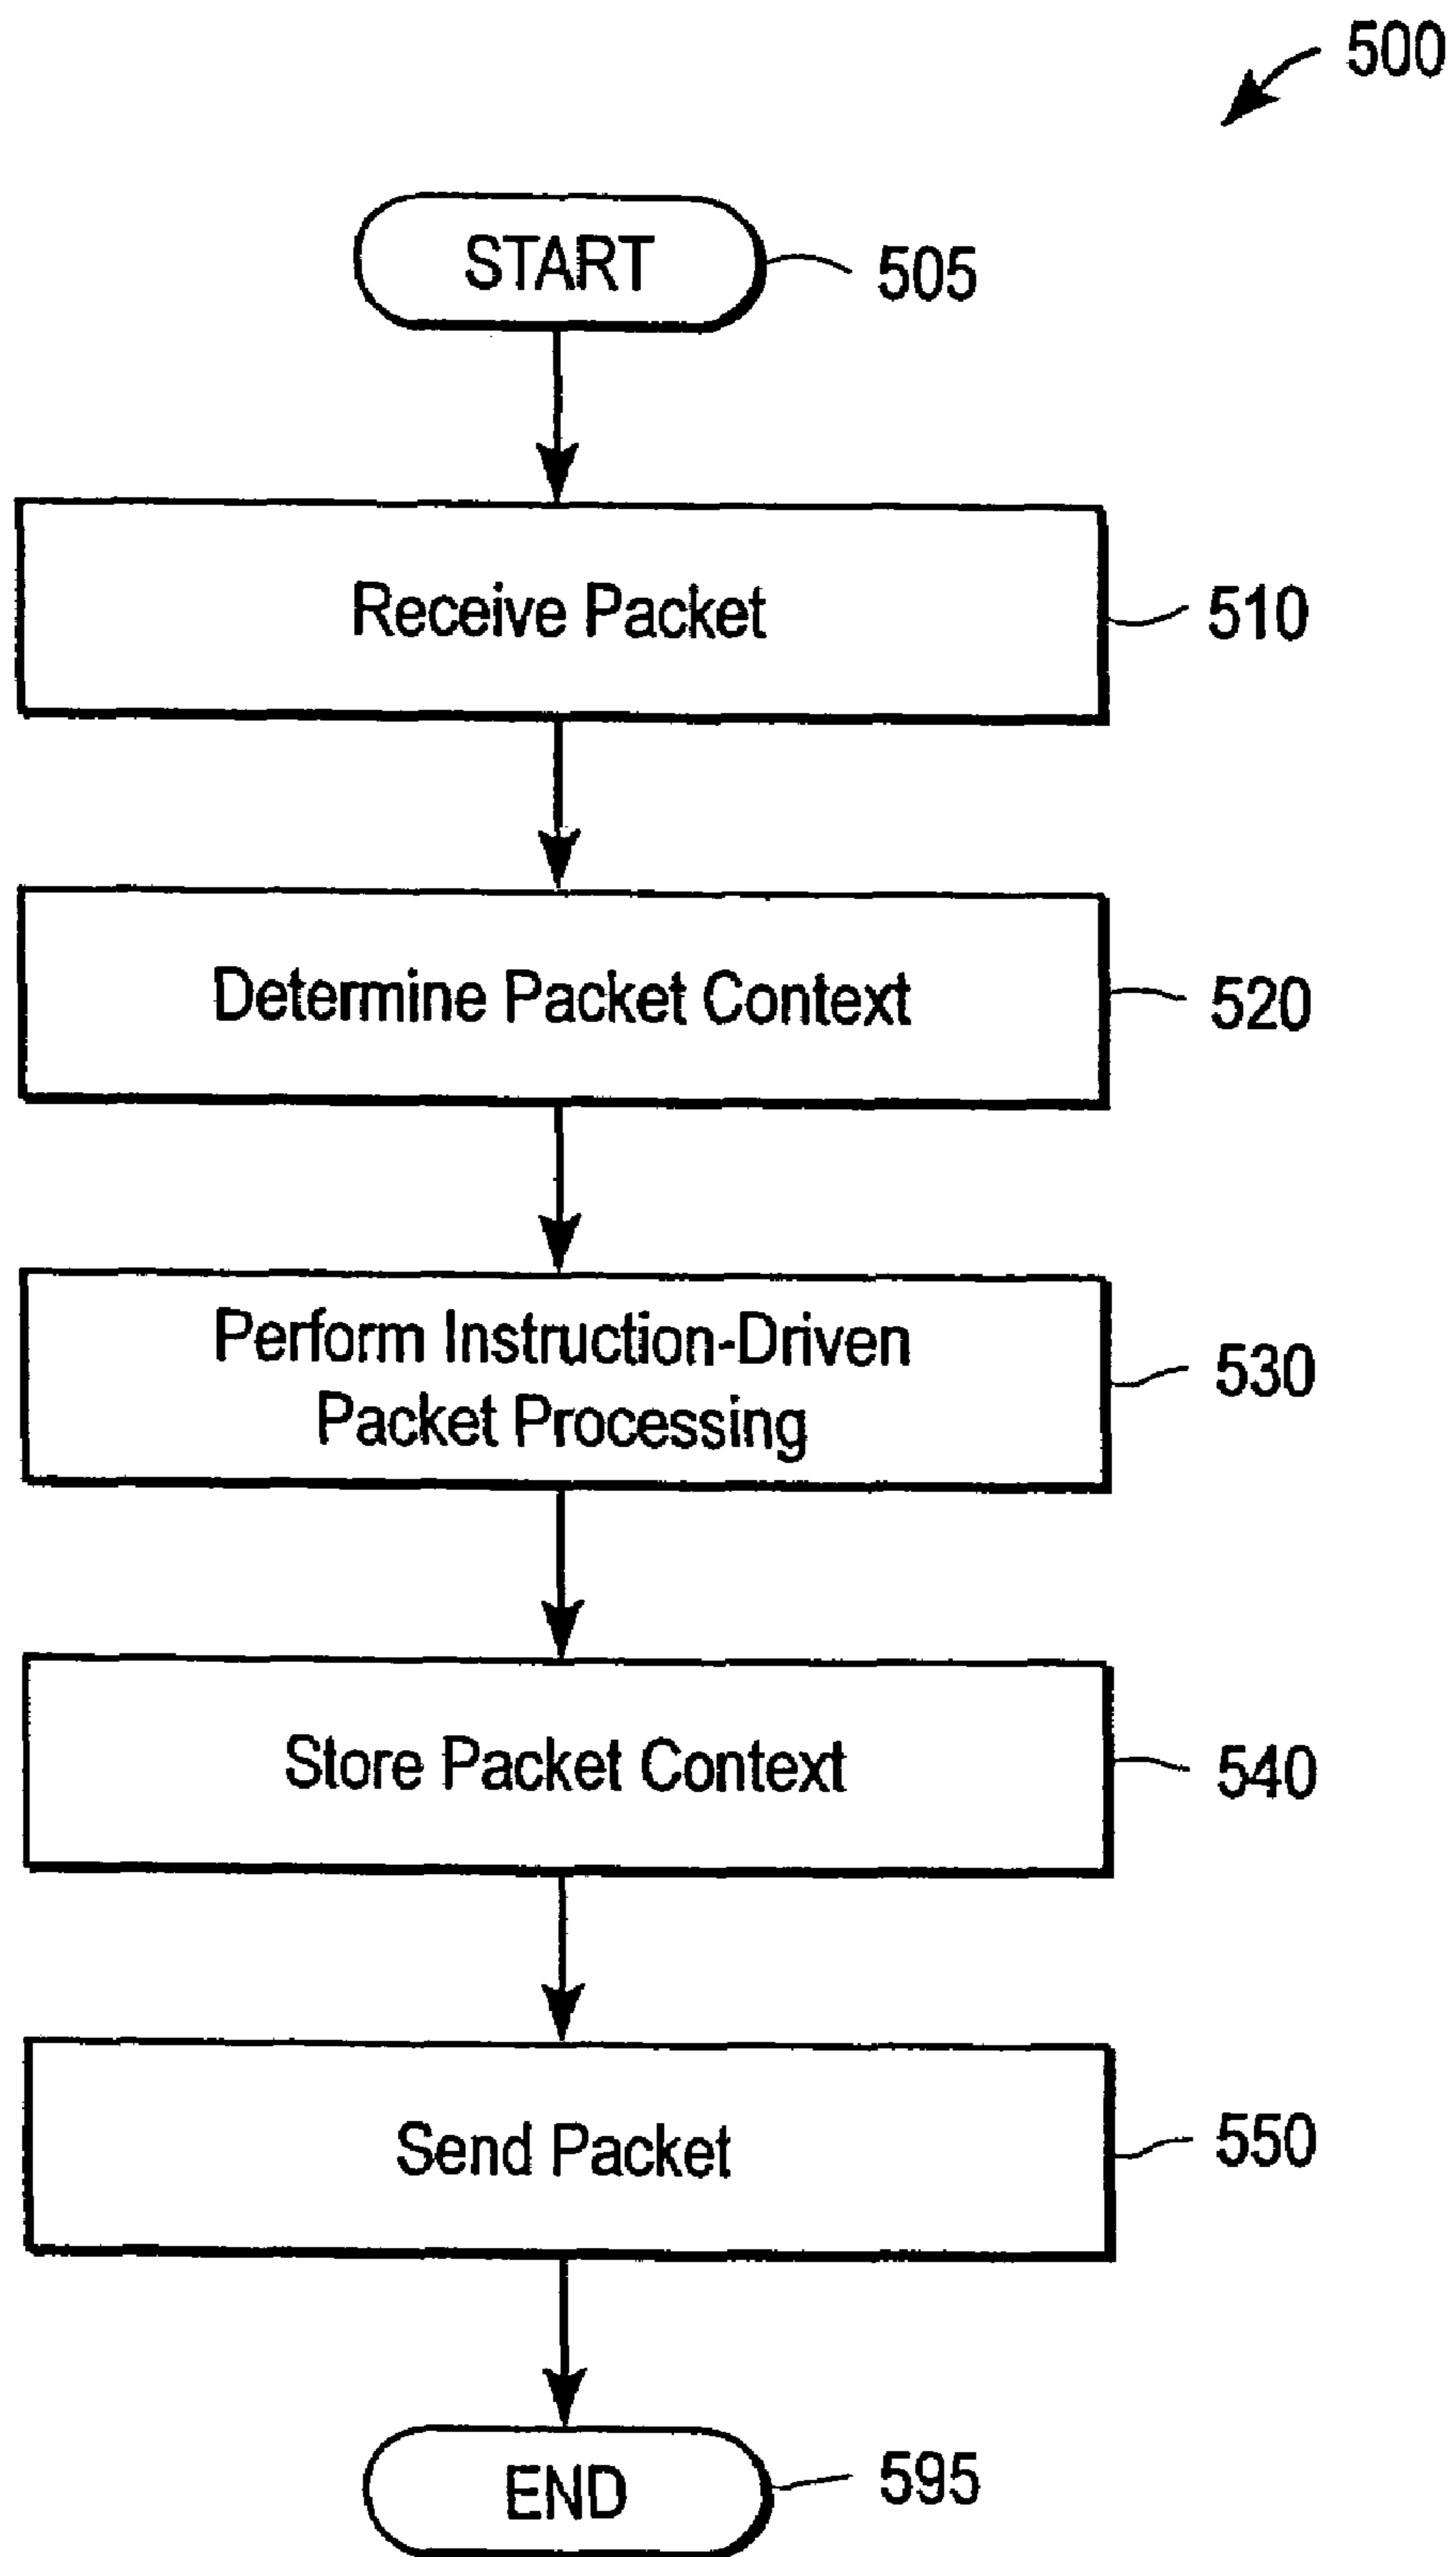 500
START
505
Receive Packet
510
Determine Packet Context
520
Perform Instruction-Driven
Packet Processing
530
Store Packet Context
540
Send Packet
550
END
595